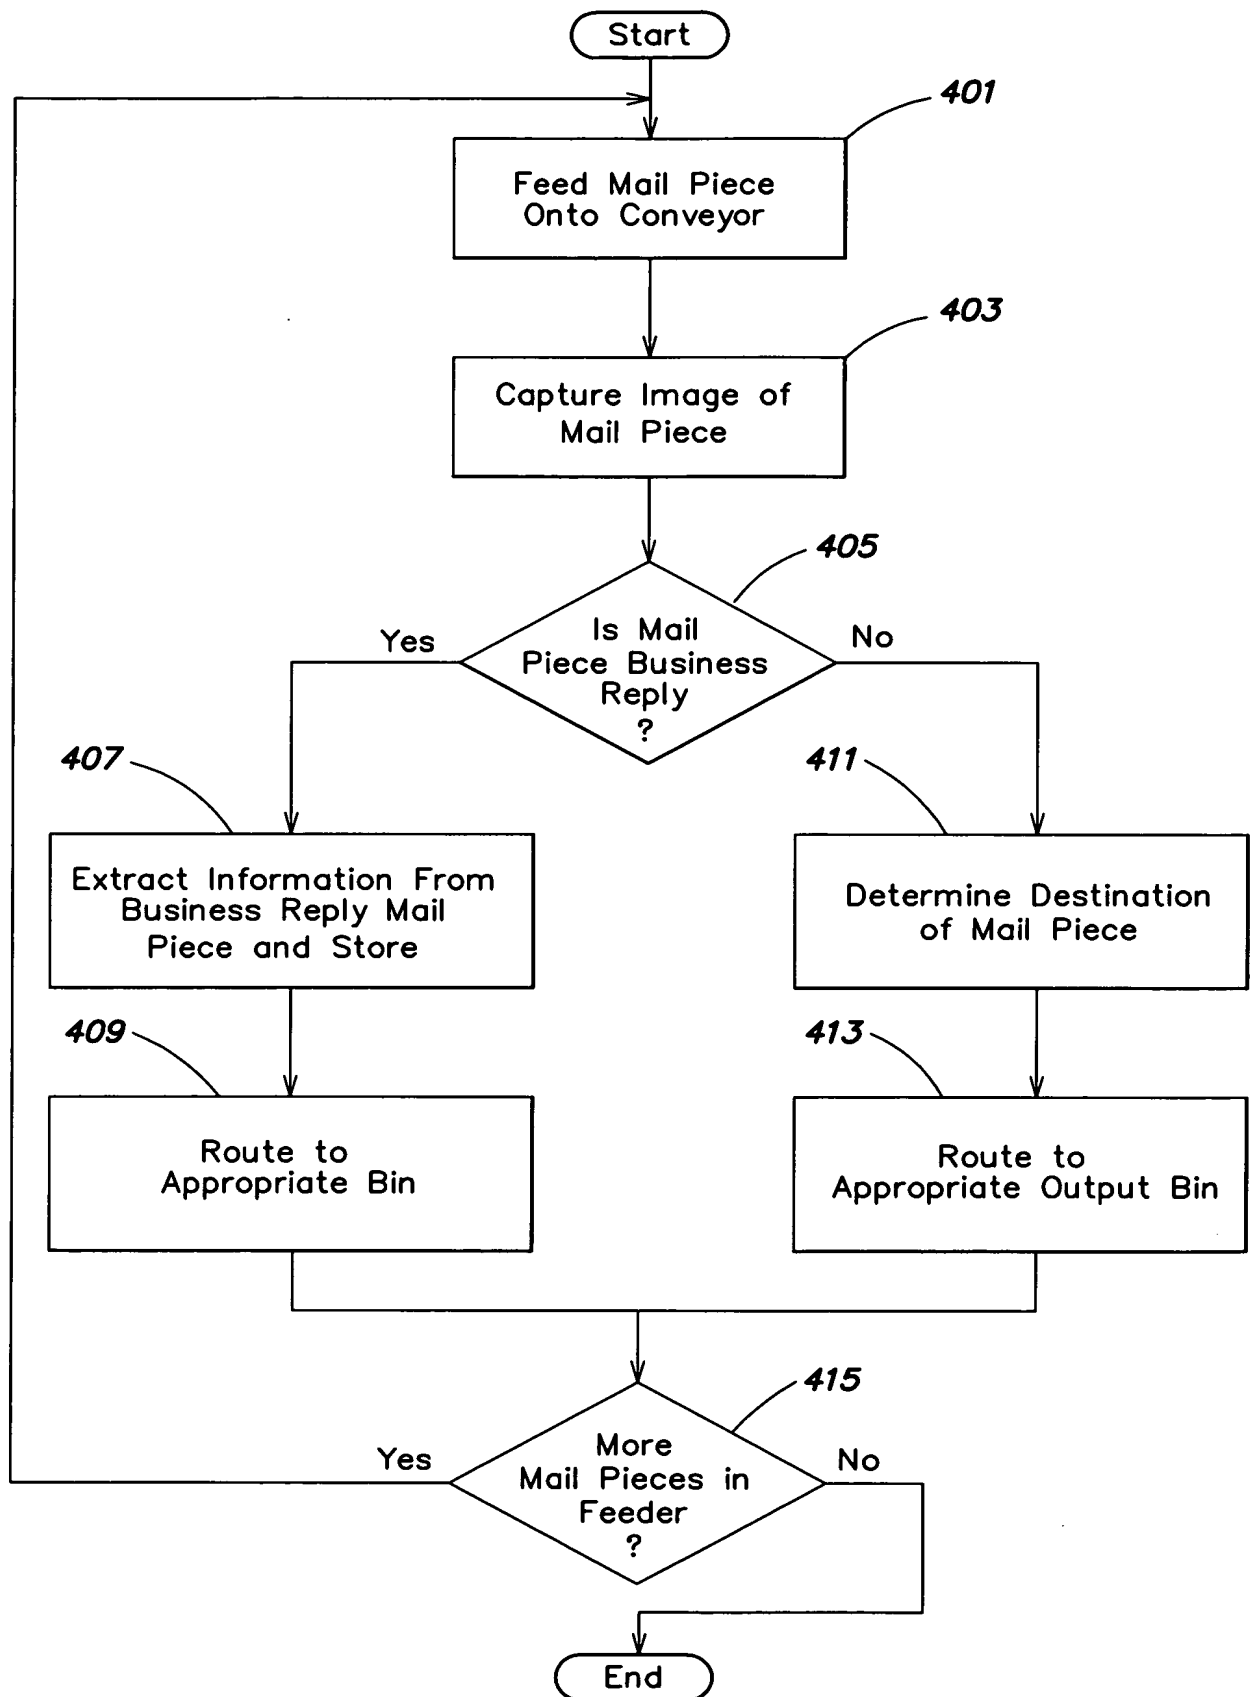 Start
401
Feed Mail Piece
Onto Conveyor
403
Capture Image of
Mail Piece
405
Is Mail
Piece Business
Reply
?
Yes
No
407
Extract Information From
Business Reply Mail
Piece and Store
411
Determine Destination
of Mail Piece
409
Route to
Appropriate Bin
413
Route to
Appropriate Output Bin
415
More
Mail Pieces in
Feeder
?
Yes
No
End